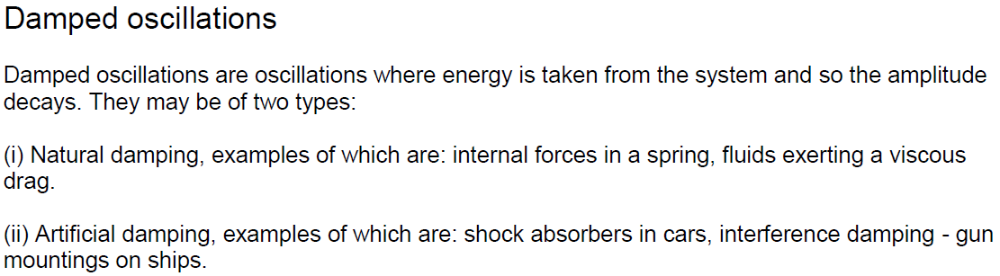 Damped oscillations
Damped oscillations are oscillations where energy is taken from the system and so the amplitude
decays. They may be of two types:
(i) Natural damping, examples of which are: internal forces in a spring, fluids exerting a viscous
drag.
(ii) Artificial damping, examples of which are: shock absorbers in cars, interference damping - gun
mountings on ships.